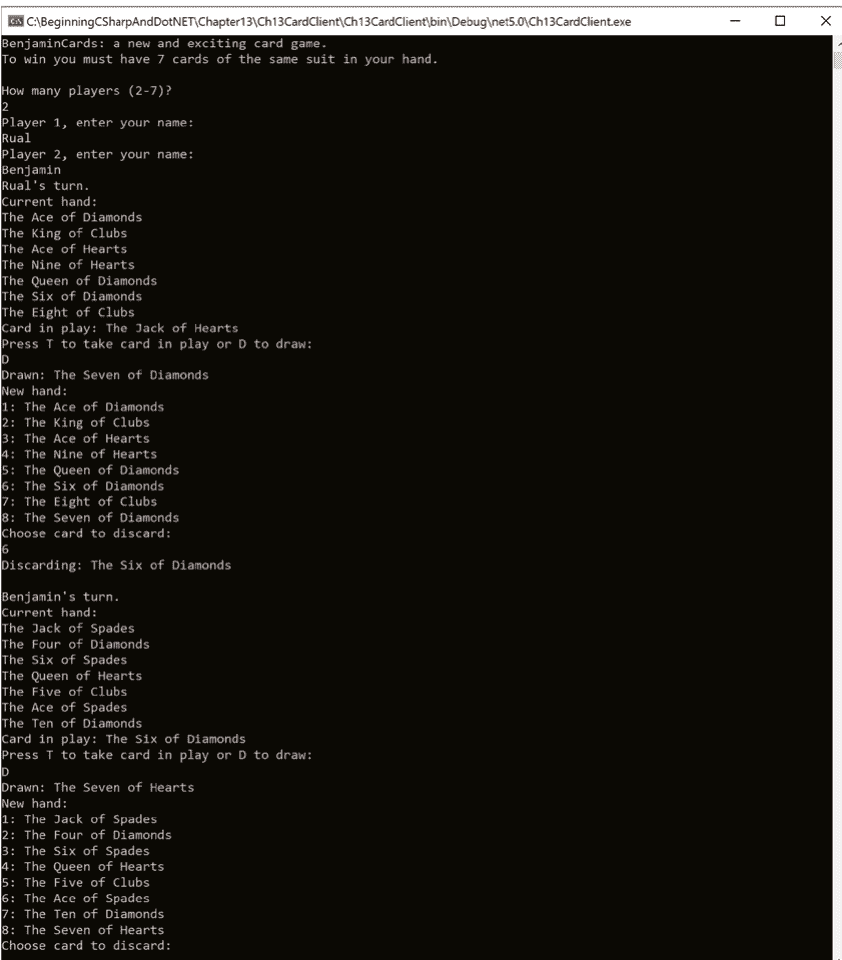 C:\BeginningCSharpAndDotNET\Chapter13\Ch13CardClient\Ch13CardClient\bin\Debug\net5.0\Ch13CardClient.exe
BenjaminCards: a new and exciting card game.
To win you must have 7 cards of the same suit in your hand.
How many players (2-7)?
2
Player 1, enter your name:
Rual
Player 2, enter your name:
Benjamin
Rual's turn.
Current hand:
The Ace of Diamonds
The King of Clubs
The Ace of Hearts
The Nine of Hearts
The Queen of Diamonds
The Six of Diamonds
The Eight of Clubs
Card in play: The Jack of Hearts
Press T to take card in play or D to draw:
D
Drawn: The Seven of Diamonds
New hand:
1: The Ace of Diamonds
2: The King of Clubs
3: The Ace of Hearts
4: The Nine of Hearts
5: The Queen of Diamonds
6: The Six of Diamonds
7: The Eight of Clubs
8: The Seven of Diamonds
Choose card to discard:
6
Discarding: The Six of Diamonds
Benjamin's turn.
Current hand:
The Jack of Spades
The Four of Diamonds
The Six of Spades
The Queen of Hearts
The Five of Clubs
The Ace of Spades
The Ten of Diamonds
Card in play: The Six of Diamonds
Press T to take card in play or D to draw:
D
Drawn: The Seven of Hearts
New hand:
1: The Jack of Spades
2: The Four of Diamonds
3: The Six of Spades
4: The Queen of Hearts
5: The Five of Clubs
6: The Ace of Spades
7: The Ten of Diamonds
8: The Seven of Hearts
Choose card to discard: